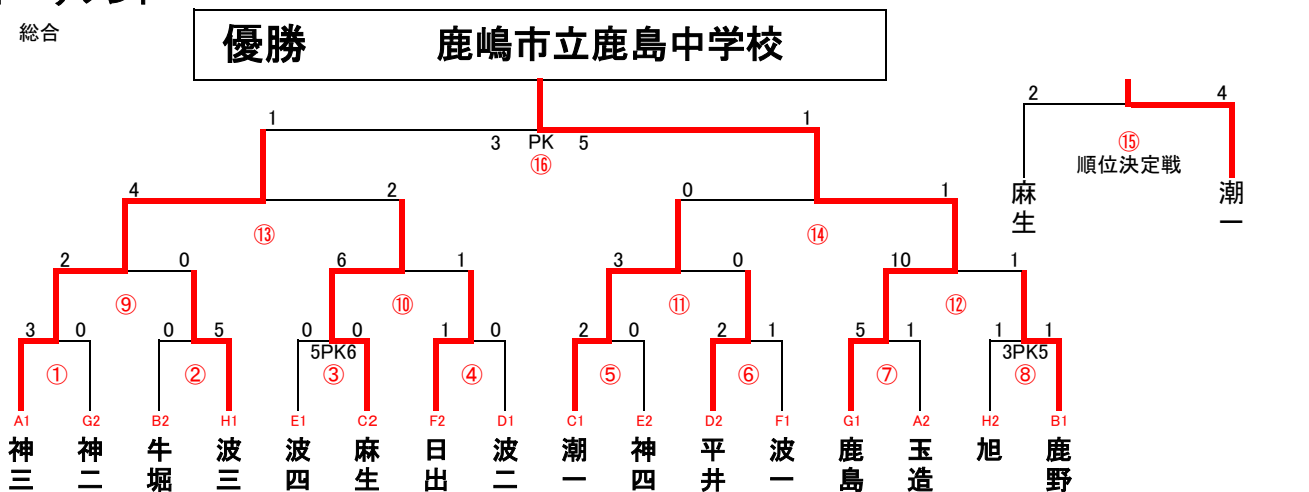 総合
優勝 鹿嶋市立鹿島中学校
2 4
1 1
3 PK 5
⑯
⑮
順位決定戦
麻生 潮一
4 2 0 1
⑬ ⑭
2 0 6 1 3 0 10 1
⑨ ⑩ ⑪ ⑫
3 0 0 5 0 0 1 0 2 0 2 1 5 1 1 1
5PK6 3PK5
① ② ③ ④ ⑤ ⑥ ⑦ ⑧
A1 G2 B2 H1 E1 C2 F2 D1 C1 E2 D2 F1 G1 A2 H2 B1
神三 神二 牛堀 波三 波四 麻生 日出 波二 潮一 神四 平井 波一 鹿島 玉造 旭 鹿野